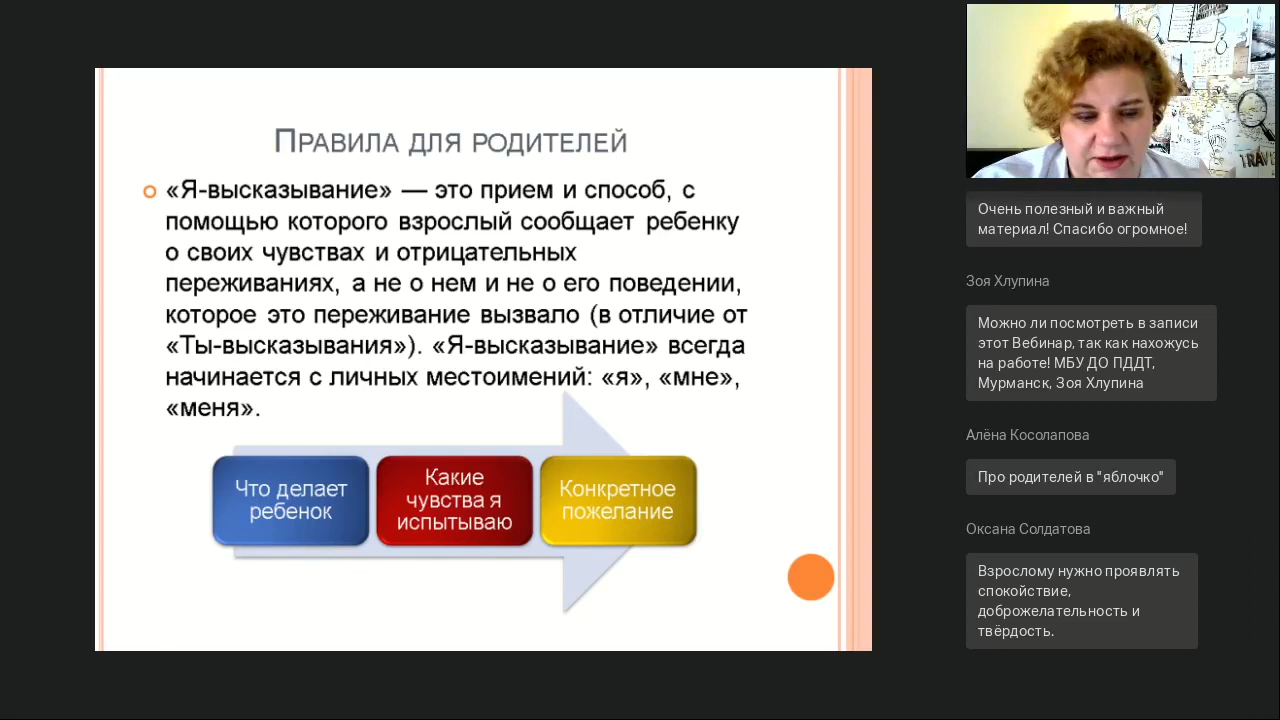 ПРАВИЛА ДЛЯ РОДИТЕЛЕЙ
«Я-высказывание» — это прием и способ, с
помощью которого взрослый сообщает ребенку
о своих чувствах и отрицательных
переживаниях, а не о нем и не о его поведении,
которое это переживание вызвало (в отличие от
«Ты-высказывания»). «Я-высказывание» всегда
начинается с личных местоимений: «я», «мне»,
«меня».
Что делает
ребенок
Какие
чувства я
испытываю
Конкретное
пожелание
TRAVEL
Очень полезный и важный
материал! Спасибо огромное!
Зоя Хлупина
Можно ли посмотреть в записи
этот Вебинар, так как нахожусь
на работе! МБУ ДО ПДДТ,
Мурманск, Зоя Хлупина
Алёна Косолапова
Про родителей в "яблочко"
Оксана Солдатова
Взрослому нужно проявлять
спокойствие,
доброжелательность и
твёрдость.